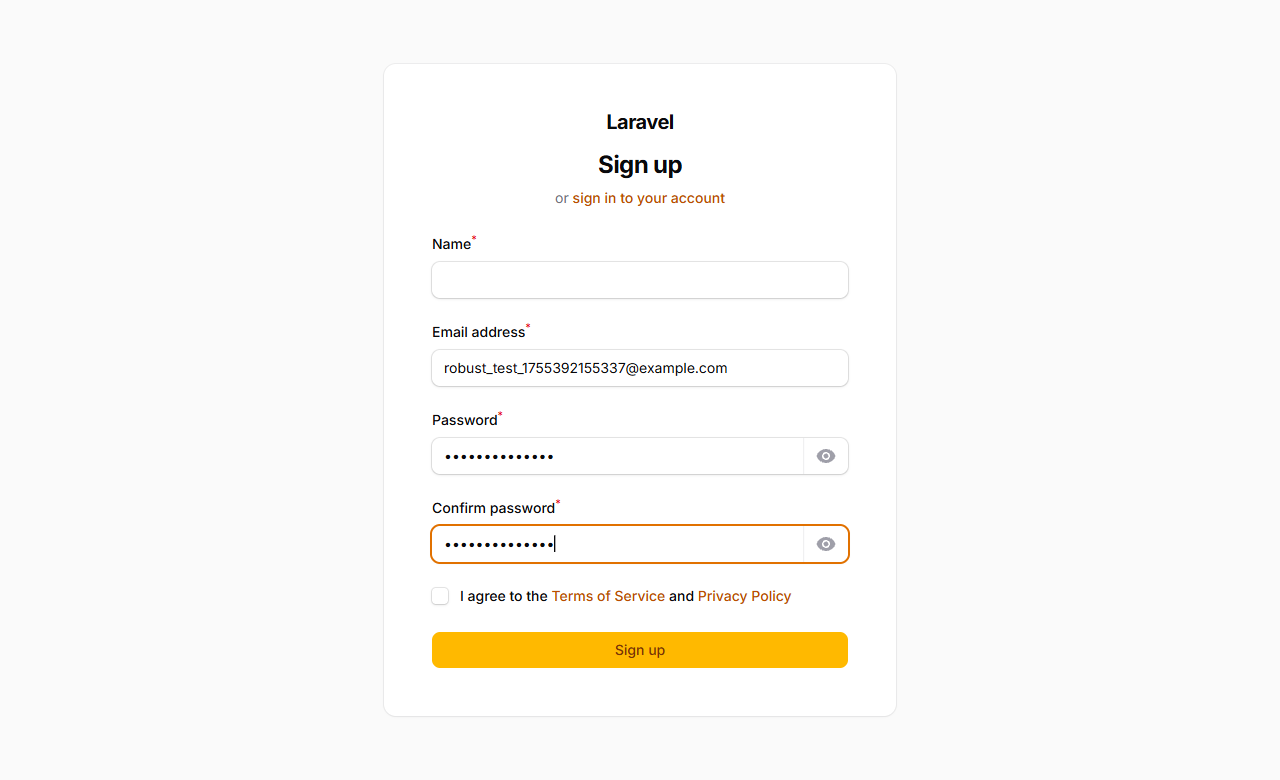 Laravel
Sign up
or sign in to your account
Name*
Email address*
robust_test_1755392155337@example.com
Password*
••••••••••••••
Confirm password*
••••••••••••••
I agree to the Terms of Service and Privacy Policy
Sign up